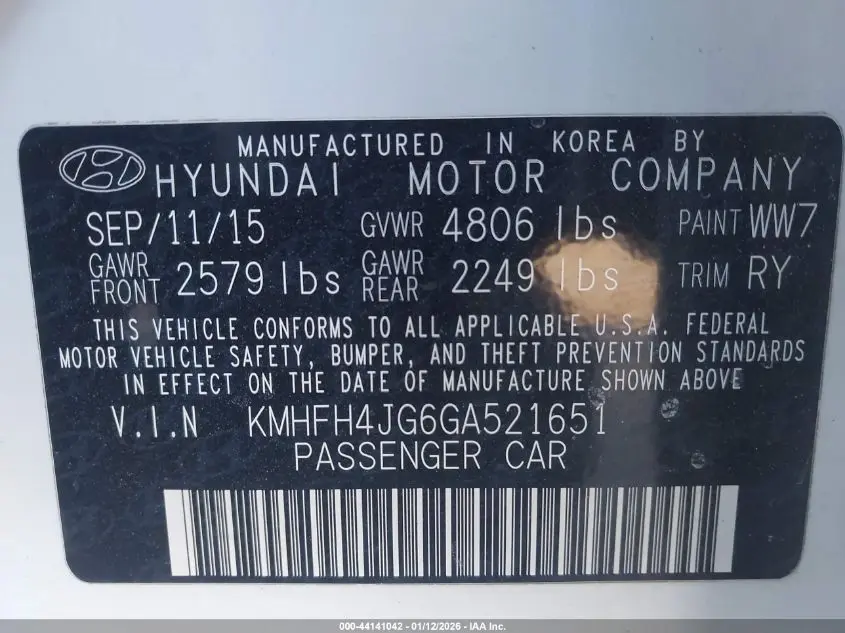 MANUFACTURED IN KOREA BY
HYUNDAI MOTOR COMPANY
SEP/11/15 GVWR 4806 lbs PAINT WW7
GAWR FRONT 2579 lbs GAWR REAR 2249 lbs TRIM RY
THIS VEHICLE CONFORMS TO ALL APPLICABLE U.S.A. FEDERAL
MOTOR VEHICLE SAFETY, BUMPER, AND THEFT PREVENTION STANDARDS
IN EFFECT ON THE DATE OF MANUFACTURE SHOWN ABOVE
V.I.N KMHFH4JG6GA521651
PASSENGER CAR
000-44141042 - 01/12/2026 - IAA Inc.